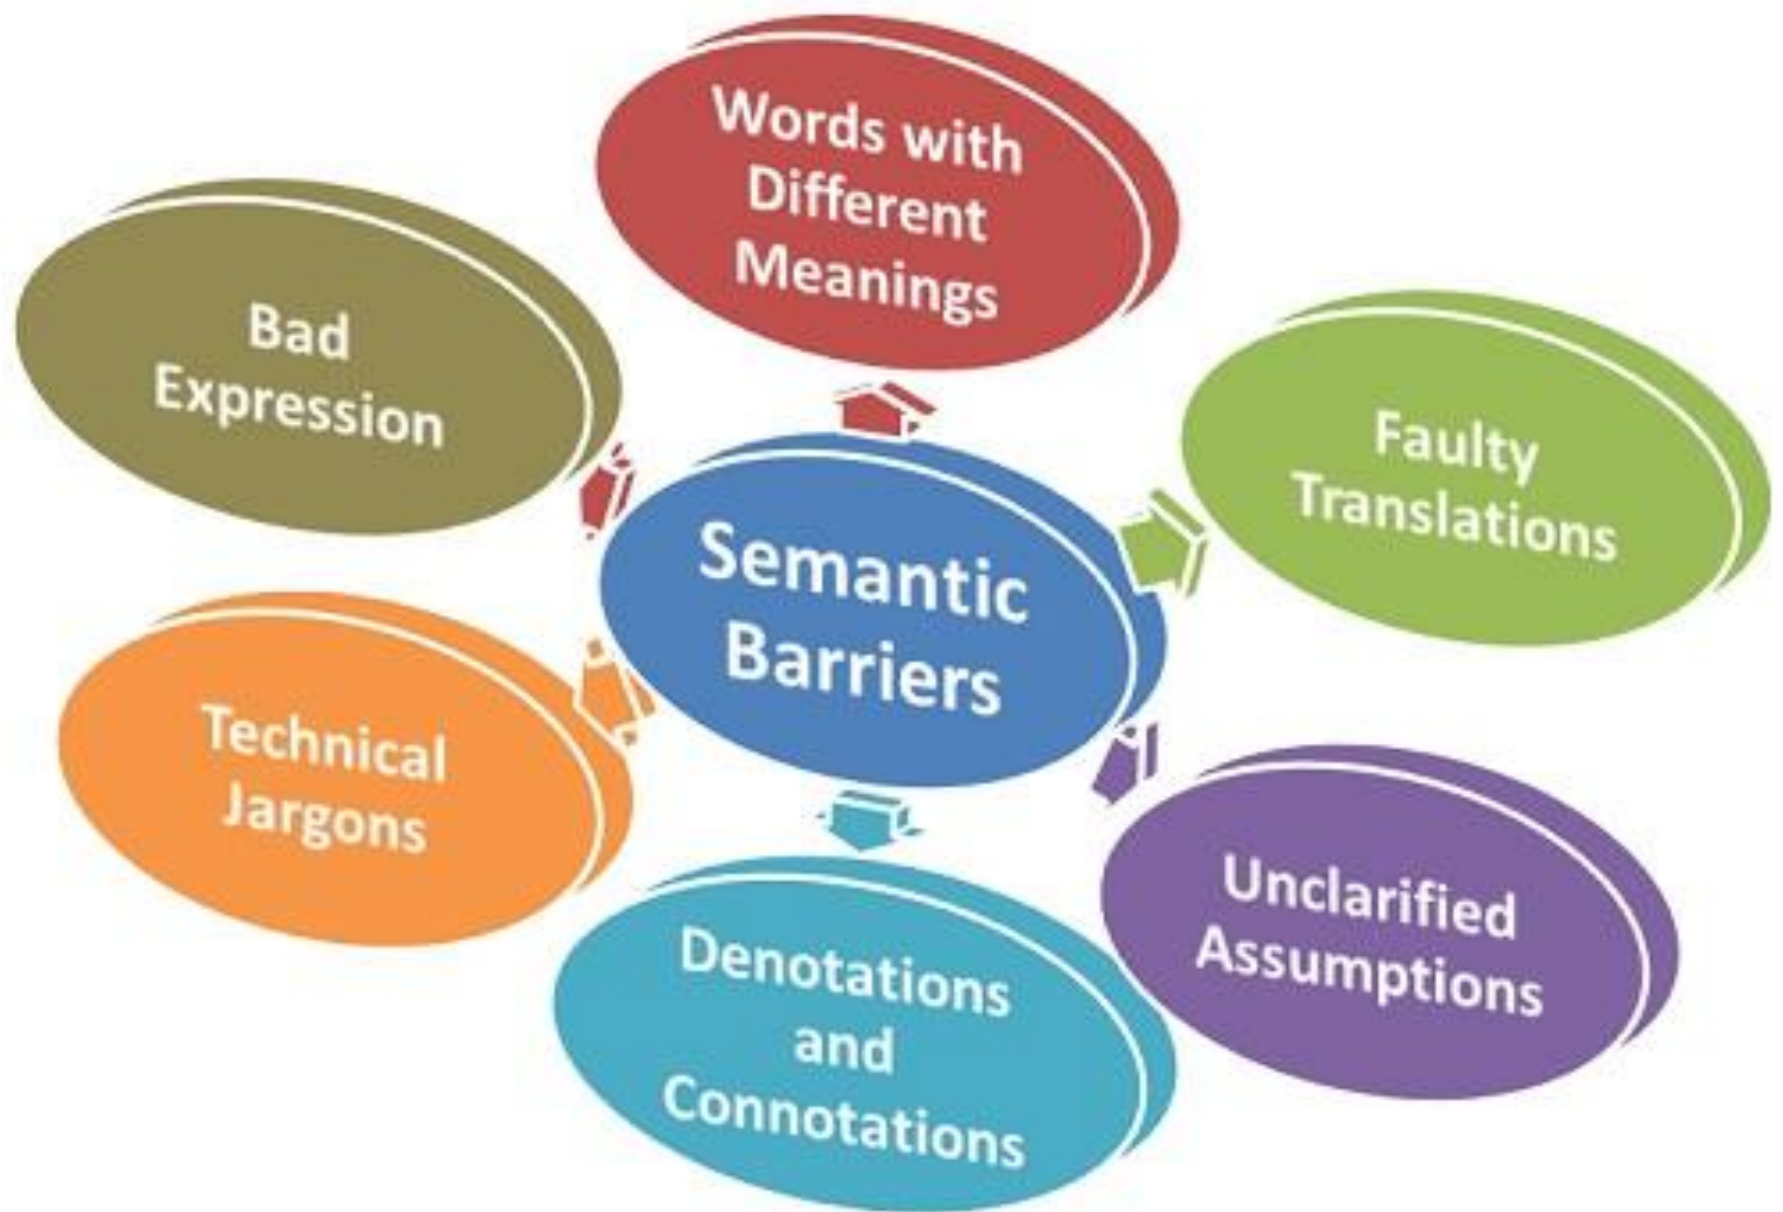 Words with
Different
Meanings
Bad
Expression
Faulty
Translations
Semantic
Barriers
Technical
Jargons
Unclarified
Assumptions
Denotations
and
Connotations